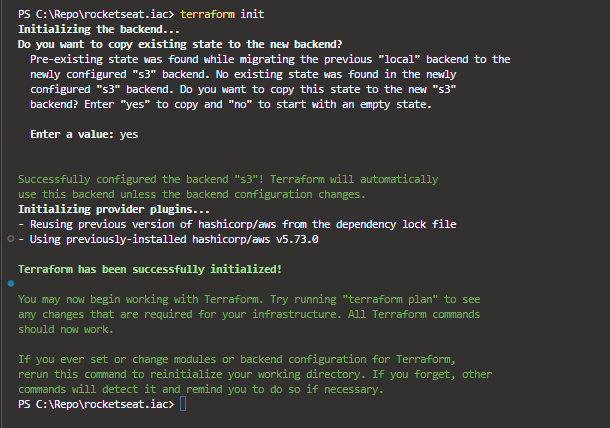 PS C:\Repo\rocketseat.iac> terraform init
Initializing the backend...
Do you want to copy existing state to the new backend?
Pre-existing state was found while migrating the previous "local" backend to the
newly configured "s3" backend. No existing state was found in the newly
configured "s3" backend. Do you want to copy this state to the new "s3"
backend? Enter "yes" to copy and "no" to start with an empty state.
Enter a value: yes
Successfully configured the backend "s3"! Terraform will automatically
use this backend unless the backend configuration changes.
Initializing provider plugins...
- Reusing previous version of hashicorp/aws from the dependency lock file
- Using previously-installed hashicorp/aws v5.73.0
Terraform has been successfully initialized!
You may now begin working with Terraform. Try running "terraform plan" to see
any changes that are required for your infrastructure. All Terraform commands
should now work.
If you ever set or change modules or backend configuration for Terraform,
rerun this command to reinitialize your working directory. If you forget, other
commands will detect it and remind you to do so if necessary.
PS C:\Repo\rocketseat.iac>